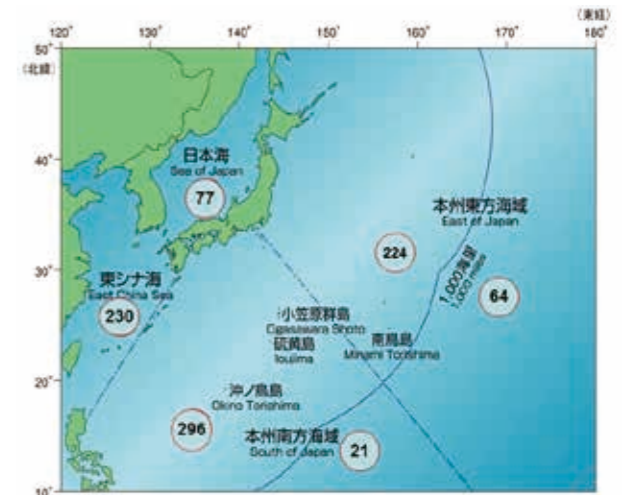 (東経)
120° 130° 140° 150° 160° 170° 180°
50°
(北緯)
40°
30°
20°
10°
日本海
Sea of Japan
77
本州東方海域
East of Japan
224
1,000海里
1,000 miles
64
東シナ海
East China Sea
230
小笠原群島
Ogasawara Shoto
硫黄島
Ioujima
南鳥島
Minami Torishima
沖ノ鳥島
Okino Torishima
296
本州南方海域
South of Japan
21